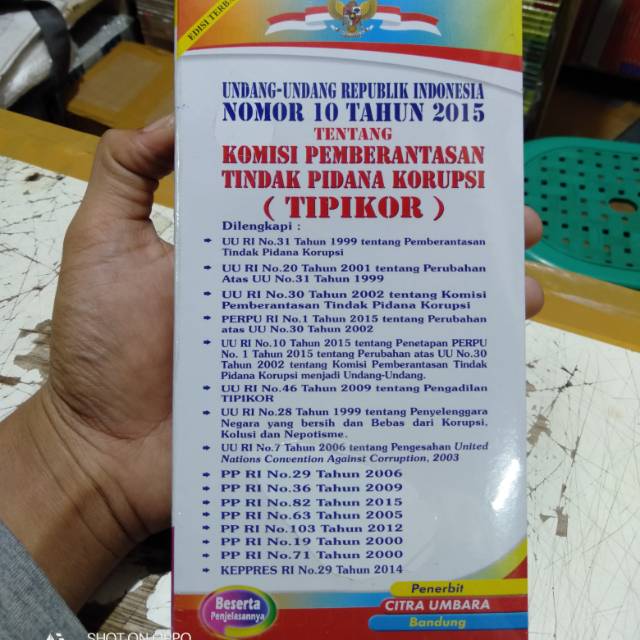 EDISI TERB
UNDANG-UNDANG REPUBLIK INDONESIA
NOMOR 10 TAHUN 2015
TENTANG
KOMISI PEMBERANTASAN
TINDAK PIDANA KORUPSI
( TIPIKOR )
Dilengkapi :
UU RI No.31 Tahun 1999 tentang Pemberantasan
Tindak Pidana Korupsi
UU RI No.20 Tahun 2001 tentang Perubahan
Atas UU No.31 Tahun 1999
UU RI No.30 Tahun 2002 tentang Komisi
Pemberantasan Tindak Pidana Korupsi
PERPU RI No.1 Tahun 2015 tentang Perubahan
atas UU No.30 Tahun 2002
UU RI No.10 Tahun 2015 tentang Penetapan PERPU
No. 1 Tahun 2015 tentang Perubahan atas UU No.30
Tahun 2002 tentang Komisi Pemberantasan Tindak
Pidana Korupsi menjadi Undang-Undang.
UU RI No.46 Tahun 2009 tentang Pengadilan
TIPIKOR
UU RI No.28 Tahun 1999 tentang Penyelenggara
Negara yang bersih dan Bebas dari Korupsi,
Kolusi dan Nepotisme.
UU RI No.7 Tahun 2006 tentang Pengesahan United
Nations Convention Against Corruption, 2003
PP RI No.29 Tahun 2006
PP RI No.36 Tahun 2009
PP RI No.82 Tahun 2015
PP RI No.63 Tahun 2005
PP RI No.103 Tahun 2012
PP RI No.19 Tahun 2000
PP RI No.71 Tahun 2000
KEPPRES RI No.29 Tahun 2014
Beserta
Penjelasannya
Penerbit
CITRA UMBARA
Bandung
SHOT ON OPPO